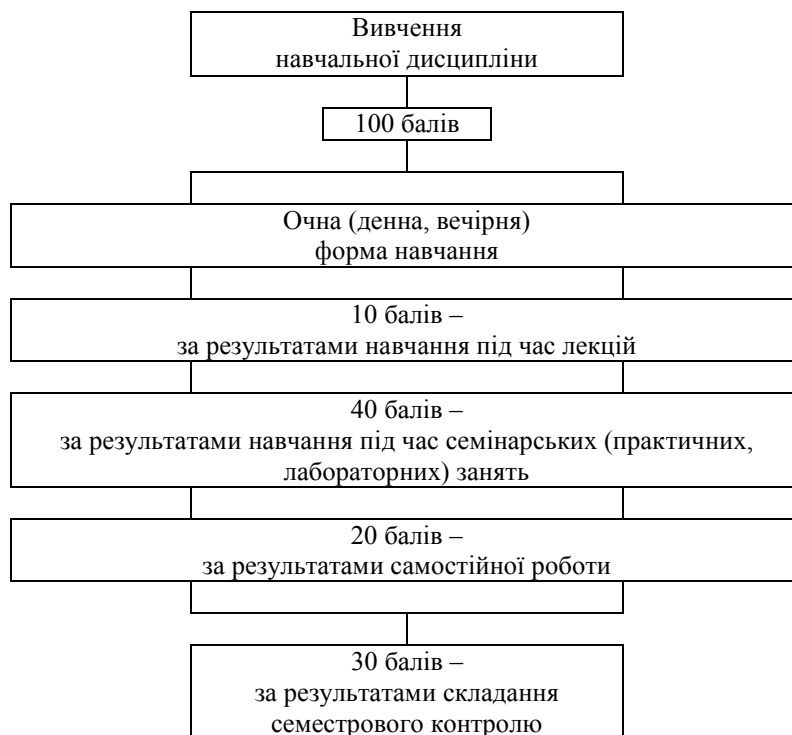 Вивчення
навчальної дисципліни
100 балів
Очна (денна, вечірня)
форма навчання
10 балів –
за результатами навчання під час лекцій
40 балів –
за результатами навчання під час семінарських (практичних,
лабораторних) занять
20 балів –
за результатами самостійної роботи
30 балів –
за результатами складання
семестрового контролю